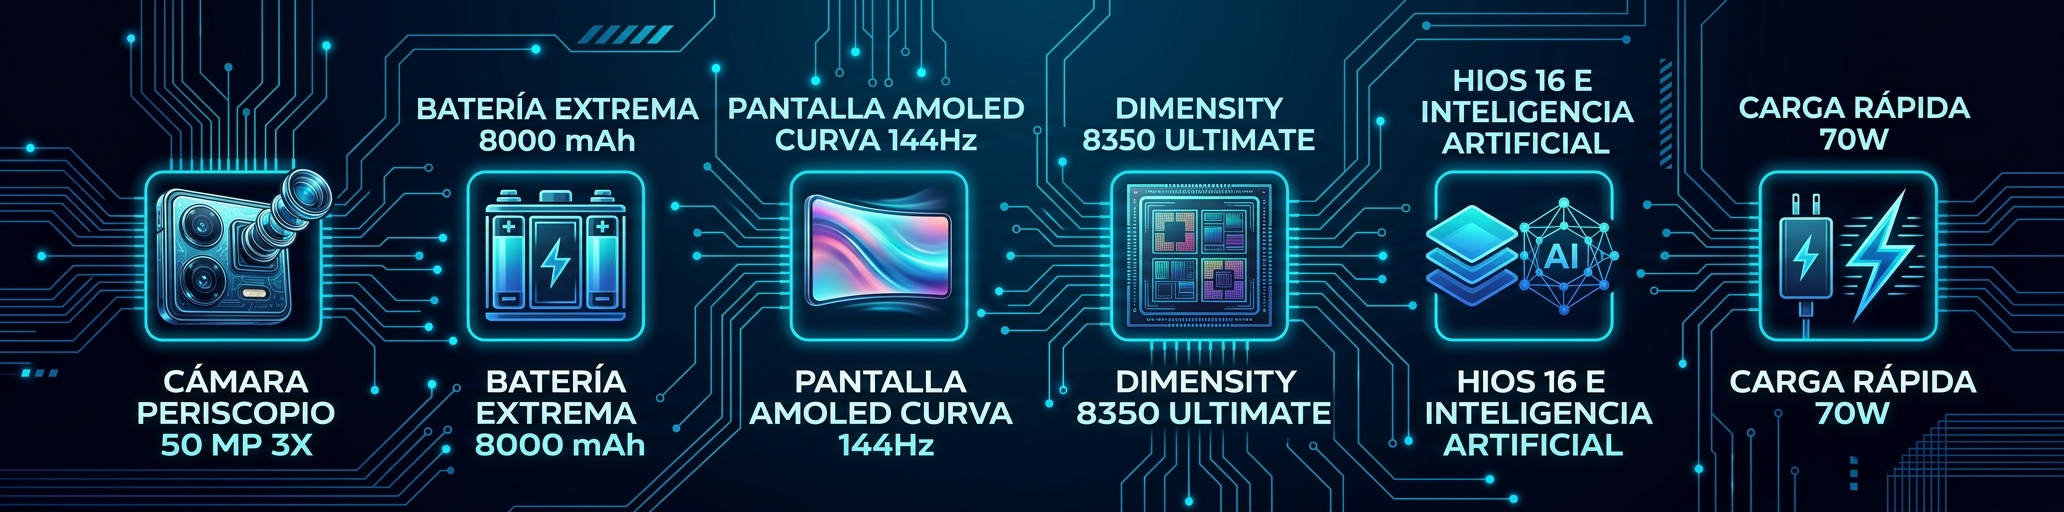 BATERÍA EXTREMA
8000 mAh
PANTALLA AMOLED
CURVA 144Hz
DIMENSITY
8350 ULTIMATE
HIOS 16 E
INTELIGENCIA
ARTIFICIAL
CARGA RÁPIDA
70W
AI
CÁMARA
PERISCOPIO
50 MP 3X
BATERÍA
EXTREMA
8000 mAh
PANTALLA
AMOLED CURVA
144Hz
DIMENSITY
8350 ULTIMATE
HIOS 16 E
INTELIGENCIA
ARTIFICIAL
CARGA RÁPIDA
70W